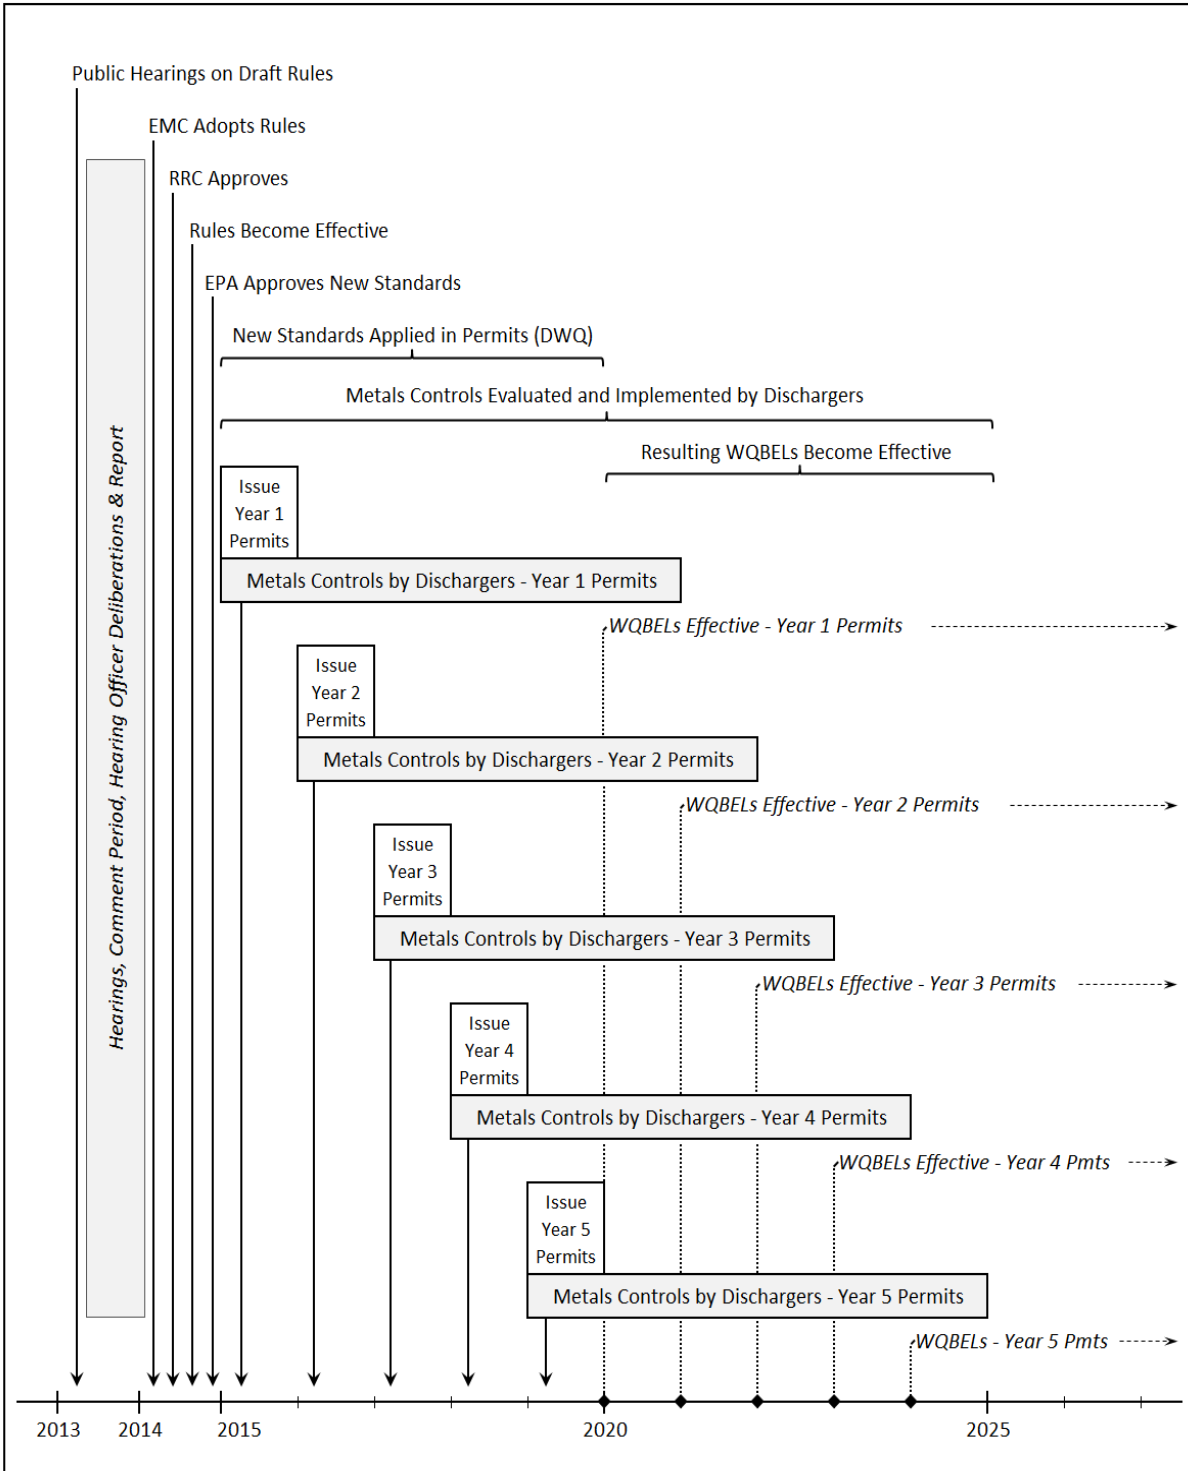 Public Hearings on Draft Rules
EMC Adopts Rules
RRC Approves
Rules Become Effective
EPA Approves New Standards
New Standards Applied in Permits (DWQ)
Metals Controls Evaluated and Implemented by Dischargers
Resulting WQBELs Become Effective
Hearings, Comment Period, Hearing Officer Deliberations & Report
Issue
Year 1
Permits
Metals Controls by Dischargers - Year 1 Permits
WQBELs Effective - Year 1 Permits
Issue
Year 2
Permits
Metals Controls by Dischargers - Year 2 Permits
WQBELs Effective - Year 2 Permits
Issue
Year 3
Permits
Metals Controls by Dischargers - Year 3 Permits
WQBELs Effective - Year 3 Permits
Issue
Year 4
Permits
Metals Controls by Dischargers - Year 4 Permits
WQBELs Effective - Year 4 Pmts
Issue
Year 5
Permits
Metals Controls by Dischargers - Year 5 Permits
WQBELs - Year 5 Pmts
2013 2014 2015 2020 2025